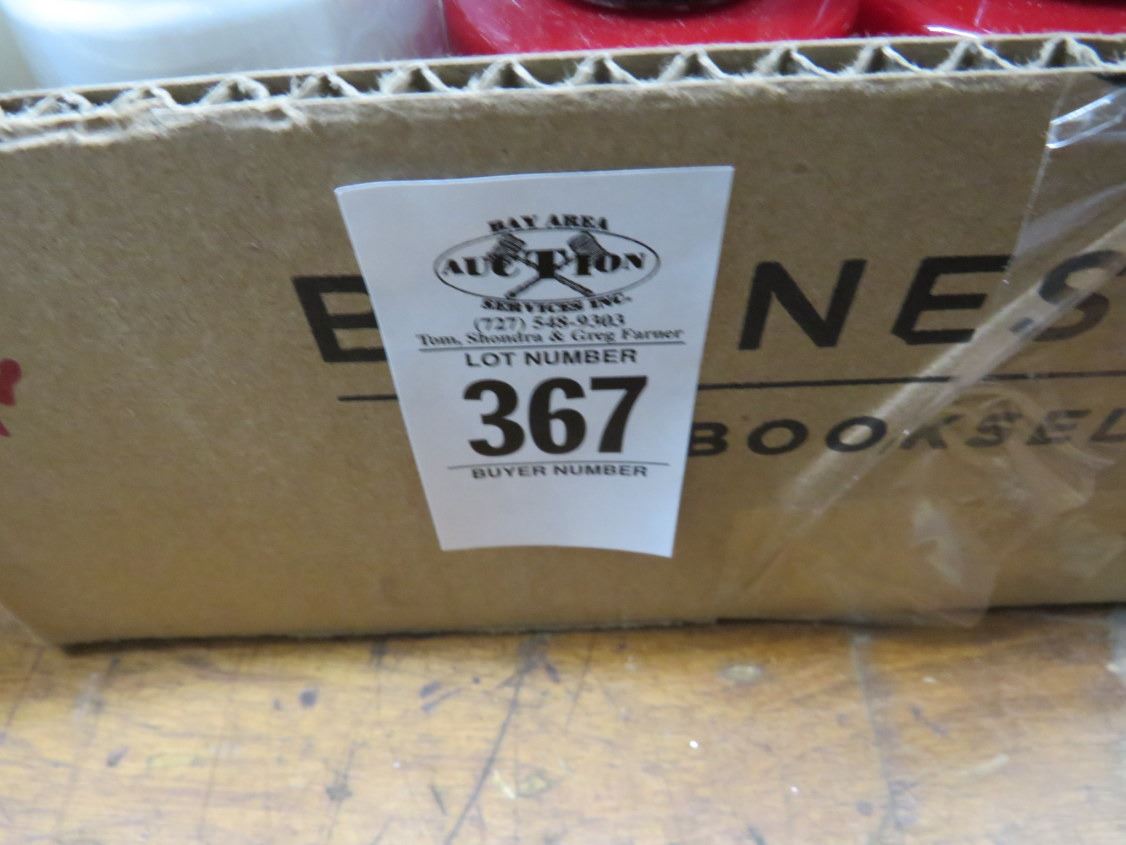 BAY AREA
AUCTION
SERVICES INC.
(727) 548-9303
Tom, Shondra & Greg Farner
LOT NUMBER
367
BUYER NUMBER
B NES
BOOKSEL